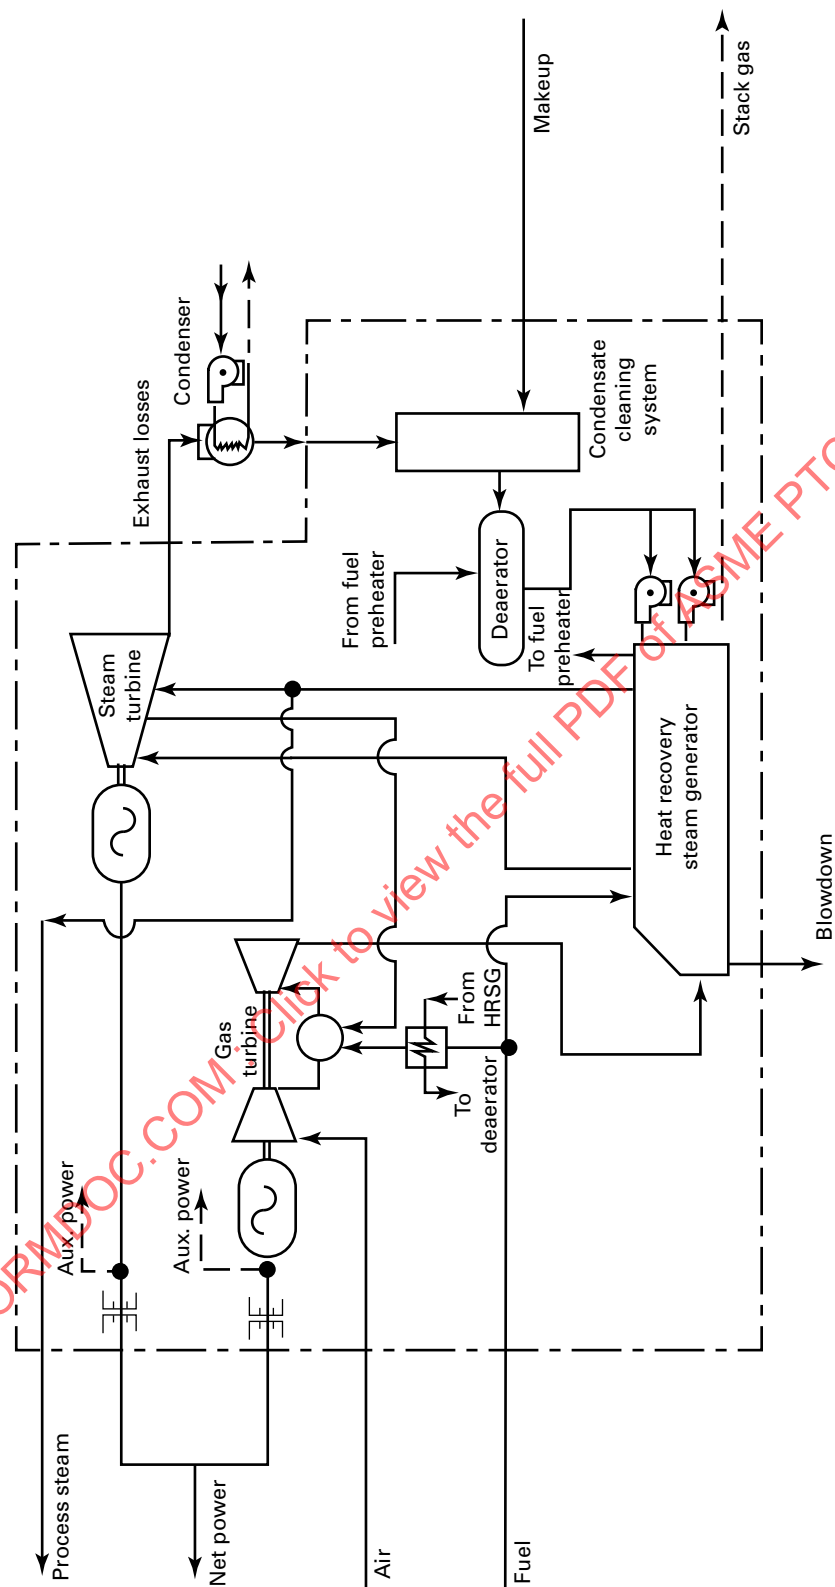 Makeup
Stack gas
Condenser
Exhaust losses
Condensate
cleaning
system
From fuel
preheater
Deaerator
To fuel
preheater
Steam
turbine
Heat recovery
steam generator
Blowdown
Gas
turbine
From
HRSG
To
deaerator
Aux. power
Aux. power
Process steam
Net power
Air
Fuel
ORMDOC.COM : Click to view the full PDF of ASME PTC